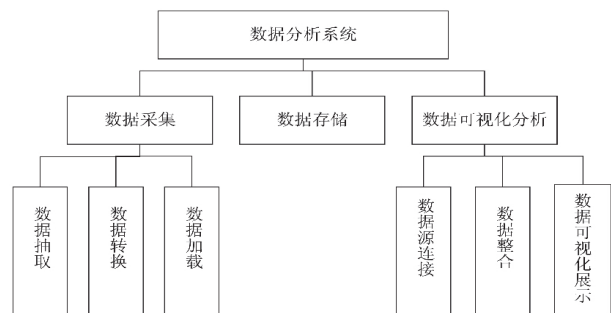 数据分析系统
数据采集
数据存储
数据可视化分析
数据抽取
数据转换
数据加载
数据源连接
数据整合
数据可视化展示